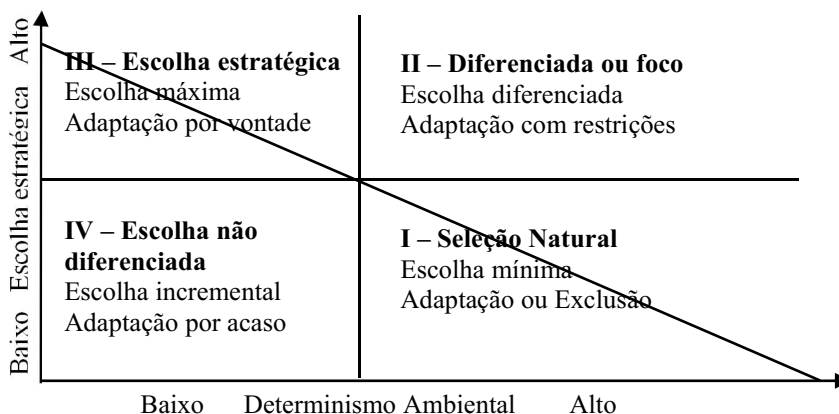 Baixo Escolha estratégica Alto
III – Escolha estratégica
Escolha máxima
Adaptação por vontade
II – Diferenciada ou foco
Escolha diferenciada
Adaptação com restrições
IV – Escolha não
diferenciada
Escolha incremental
Adaptação por acaso
I – Seleção Natural
Escolha mínima
Adaptação ou Exclusão
Baixo Determinismo Ambiental Alto